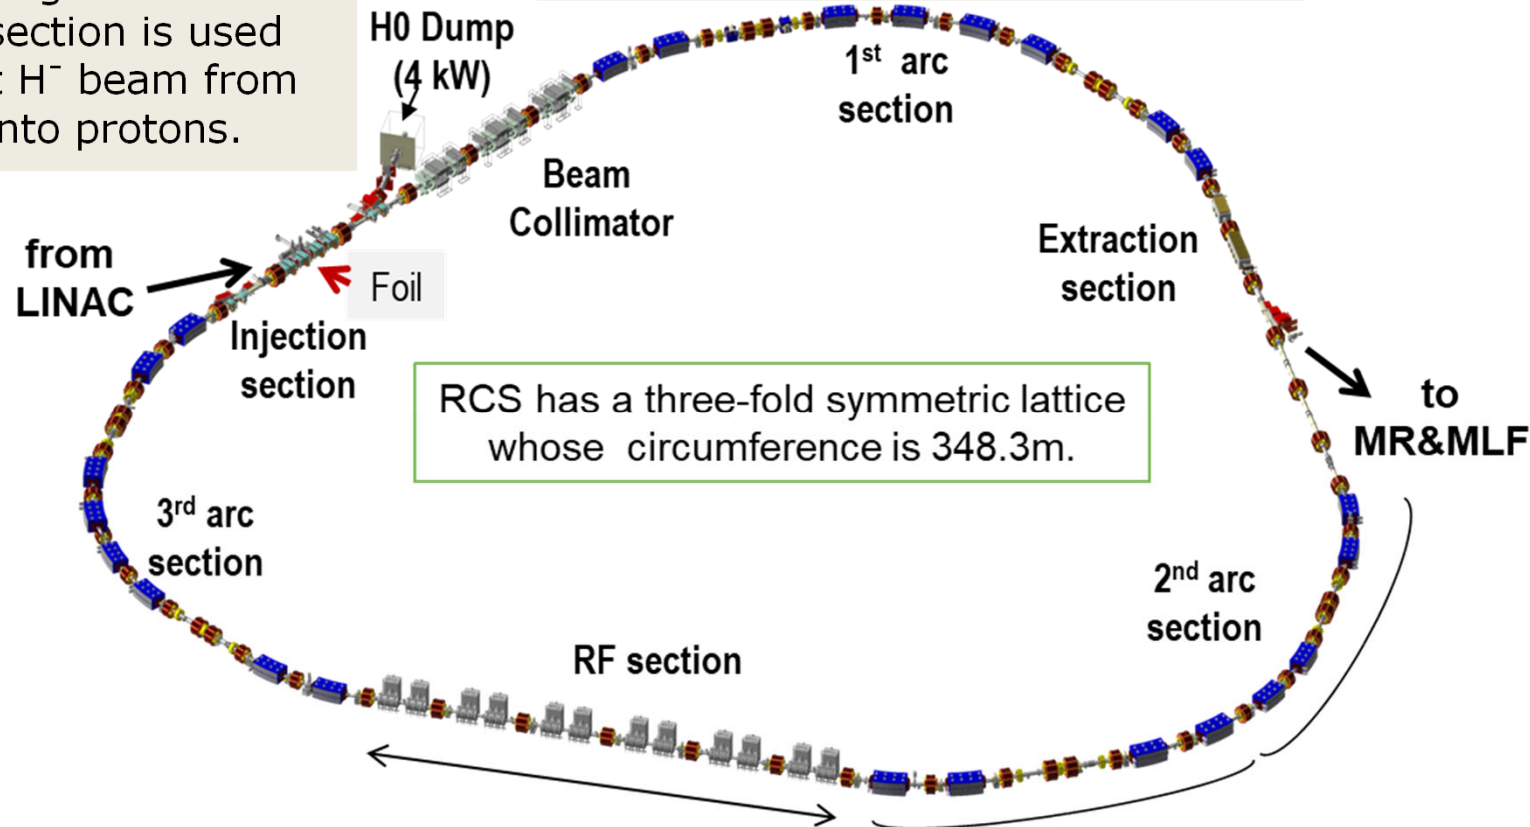 section is used
H⁻ beam from
nto protons.
H0 Dump
(4 kW)
1st arc
section
Beam
Collimator
from
LINAC
Foil
Injection
section
Extraction
section
RCS has a three-fold symmetric lattice
whose circumference is 348.3m.
to
MR&MLF
3rd arc
section
2nd arc
section
RF section